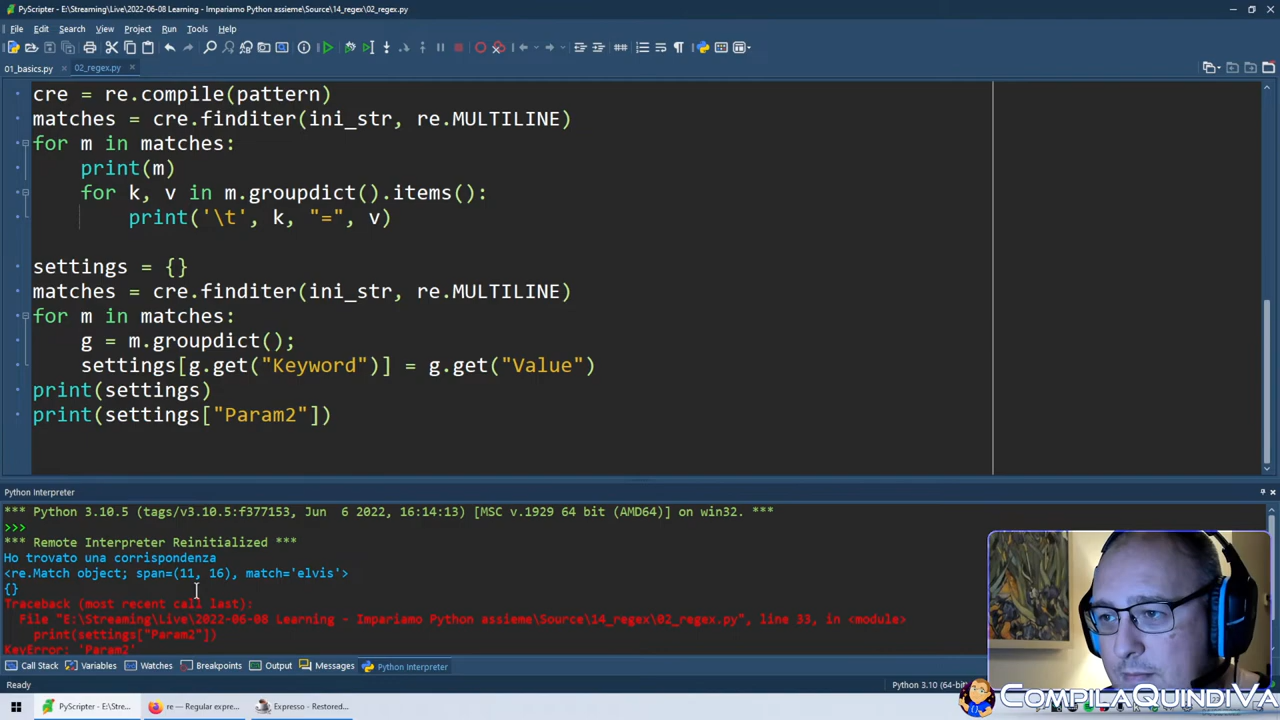 PyScripter - E:\Streaming\Live\2022-06-08 Learning - Impariamo Python assieme\Source\14_regex\02_regex.py
File Edit Search View Project Run Tools Help
01_basics.py 02_regex.py
cre = re.compile(pattern)
matches = cre.finditer(ini_str, re.MULTILINE)
for m in matches:
print(m)
for k, v in m.groupdict().items():
print('\t', k, "=", v)
settings = {}
matches = cre.finditer(ini_str, re.MULTILINE)
for m in matches:
g = m.groupdict();
settings[g.get("Keyword")] = g.get("Value")
print(settings)
print(settings["Param2"])
Python Interpreter
*** Python 3.10.5 (tags/v3.10.5:f377153, Jun 6 2022, 16:14:13) [MSC v.1929 64 bit (AMD64)] on win32. ***
>>>
*** Remote Interpreter Reinitialized ***
Ho trovato una corrispondenza
<re.Match object; span=(11, 16), match='elvis'>
{}
Traceback (most recent call last):
File "E:\Streaming\Live\2022-06-08 Learning - Impariamo Python assieme\Source\14_regex\02_regex.py", line 33, in <module>
print(settings["Param2"])
KeyError: 'Param2'
Call Stack Variables Watches Breakpoints Output Messages Python Interpreter
Ready Python 3.10 (64-bit)
PyScripter - E:\Stre... re — Regular expre... Expresso - Restored...
COMPILAQUINDIVA